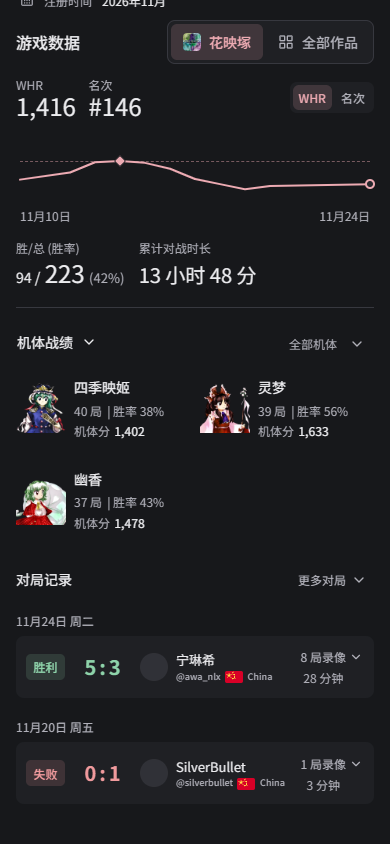 注册时间 2026年11月
游戏数据
花映塚 全部作品
WHR 名次
1,416 #146
WHR 名次
11月10日 11月24日
胜/总 (胜率) 累计对战时长
94 / 223 (42%) 13 小时 48 分
机体战绩 全部机体
四季映姬
40 局 | 胜率 38%
机体分 1,402
灵梦
39 局 | 胜率 56%
机体分 1,633
幽香
37 局 | 胜率 43%
机体分 1,478
对局记录 更多对局
11月24日 周二
胜利 5:3
宁琳希
@awa_nlx China
8 局录像
28 分钟
11月20日 周五
失败 0:1
SilverBullet
@silverbullet China
1 局录像
3 分钟